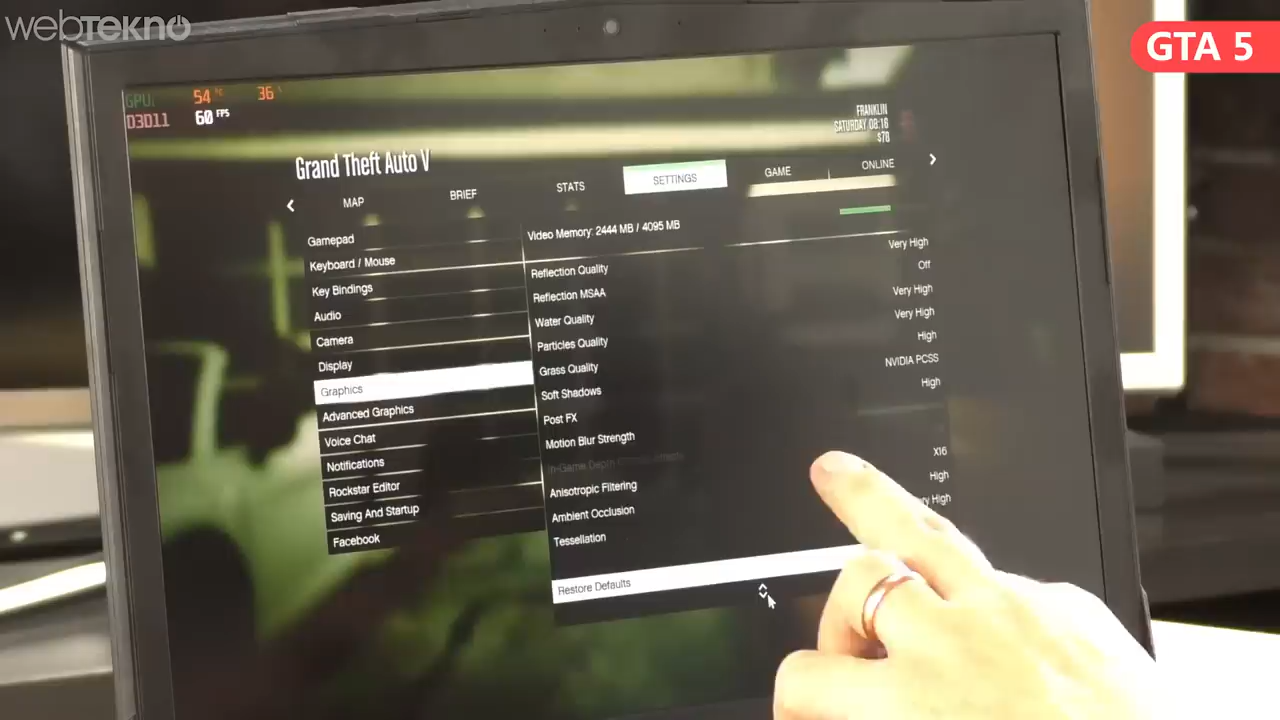 webtekno
GTA 5
GPU: 54 °C 36 %
D3D11 60 FPS
FRANKLIN
SATURDAY 08:16
$78
Grand Theft Auto V
MAP BRIEF STATS SETTINGS GAME ONLINE
Gamepad
Keyboard / Mouse
Key Bindings
Audio
Camera
Display
Graphics
Advanced Graphics
Voice Chat
Notifications
Rockstar Editor
Saving And Startup
Facebook
Video Memory: 2444 MB / 4095 MB
Reflection Quality Very High
Reflection MSAA Off
Water Quality Very High
Particles Quality Very High
Grass Quality High
Soft Shadows NVIDIA PCSS
Post FX High
Motion Blur Strength
In-Game Depth
Anisotropic Filtering X16
Ambient Occlusion High
Tessellation High
Restore Defaults